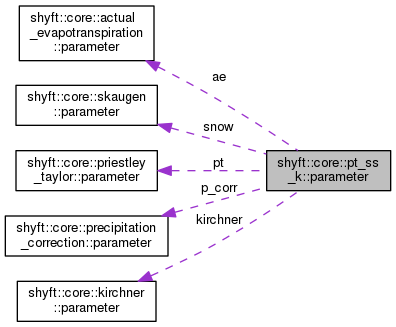 shyft::core::actual
_evapotranspiration
::parameter
ae
shyft::core::skaugen
::parameter
snow
shyft::core::priestley
_taylor::parameter
pt
shyft::core::pt_ss
_k::parameter
p_corr
shyft::core::precipitation
_correction::parameter
kirchner
shyft::core::kirchner
::parameter